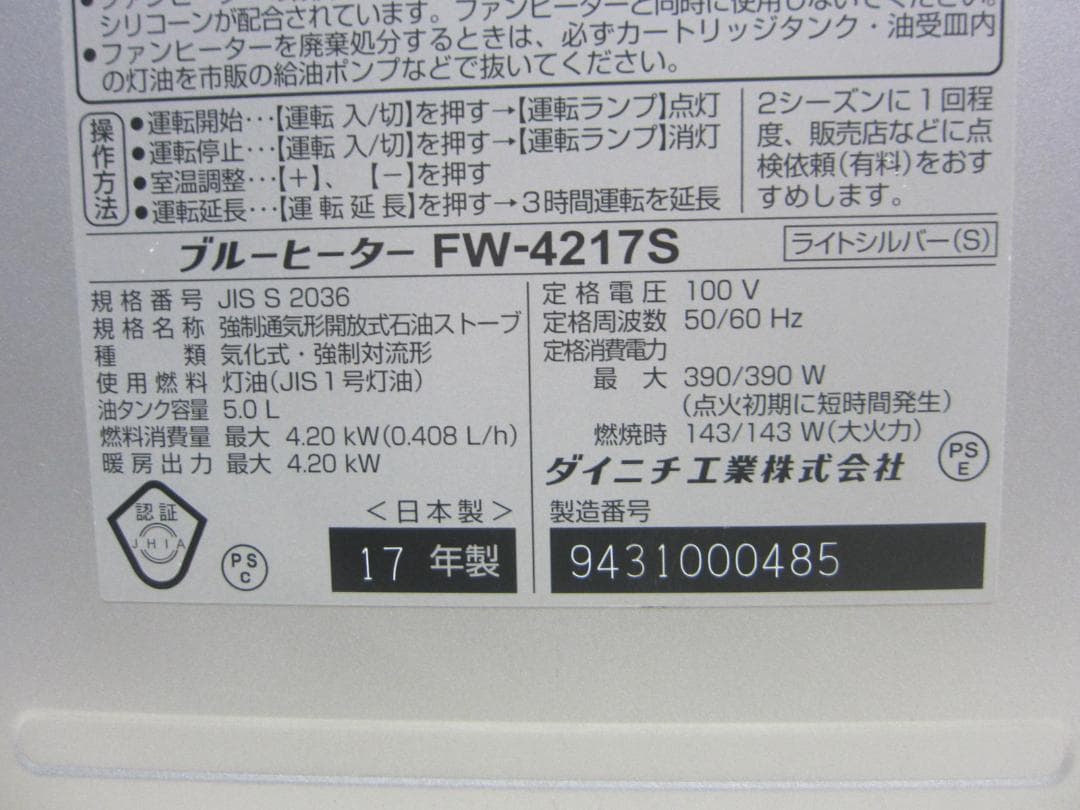 シリコーンが配合されています。ファンヒーターと同時に使用しないでください。
●ファンヒーターを廃棄処分するときは、必ずカートリッジタンク・油受皿内
の灯油を市販の給油ポンプなどで抜いてください。
操作方法
●運転開始‥‥【運転 入/切】を押す→【運転ランプ】点灯
●運転停止‥‥【運転 入/切】を押す→【運転ランプ】消灯
●室温調整‥‥【＋】、【－】を押す
●運転延長‥‥【運転延長】を押す→３時間運転を延長
２シーズンに１回程
度、販売店などに点
検依頼(有料)をおす
すめします。
ブルーヒーター FW-4217S
ライトシルバー(S)
規格番号 JIS S 2036
規格名称 強制通気形開放式石油ストーブ
種類 気化式・強制対流形
使用燃料 灯油(JIS１号灯油)
油タンク容量 5.0 L
燃料消費量 最大 4.20 kW(0.408 L/h)
暖房出力 最大 4.20 kW
認証
JHIA
PS
C
＜日本製＞
17 年製
定格電圧 100 V
定格周波数 50/60 Hz
定格消費電力
最大 390/390 W
(点火初期に短時間発生)
燃焼時 143/143 W(大火力)
ダイニチ工業株式会社
PS
E
製造番号
9431000485